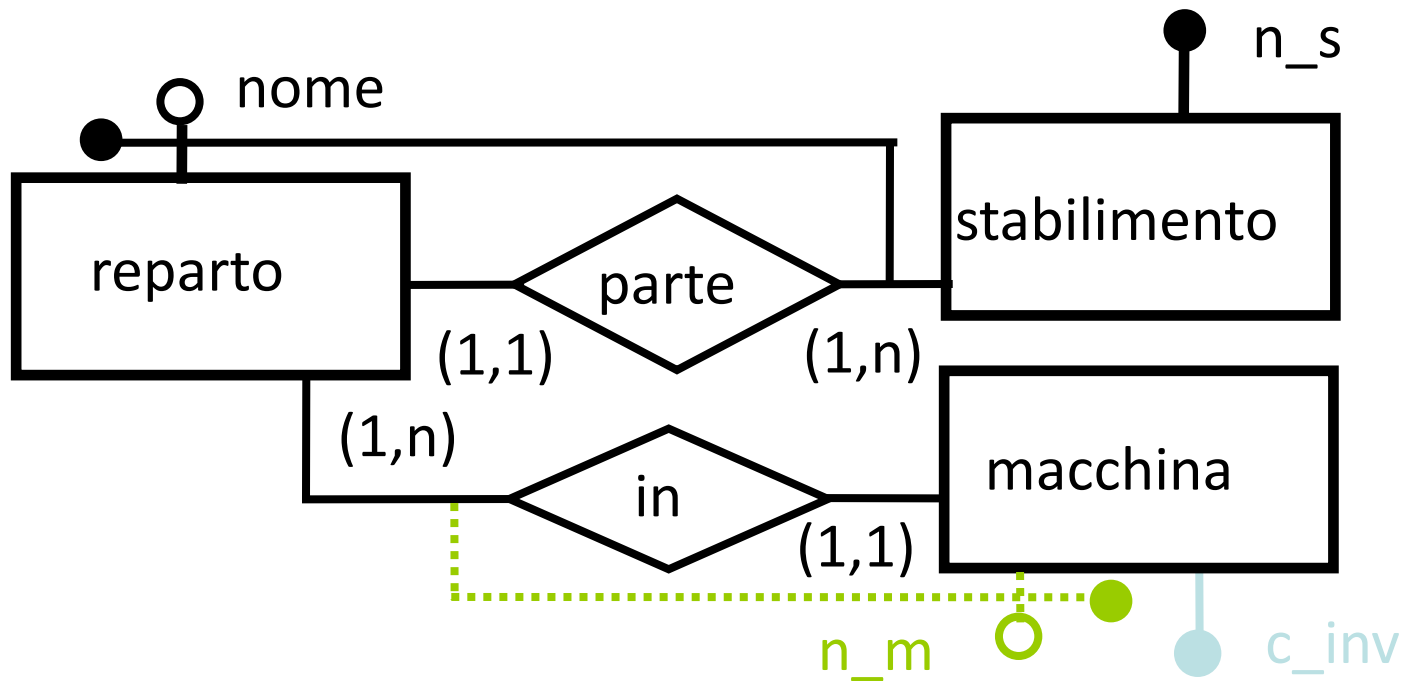 n_s
nome
stabilimento
reparto
parte
(1,1)
(1,n)
(1,n)
macchina
in
(1,1)
n_m
c_inv